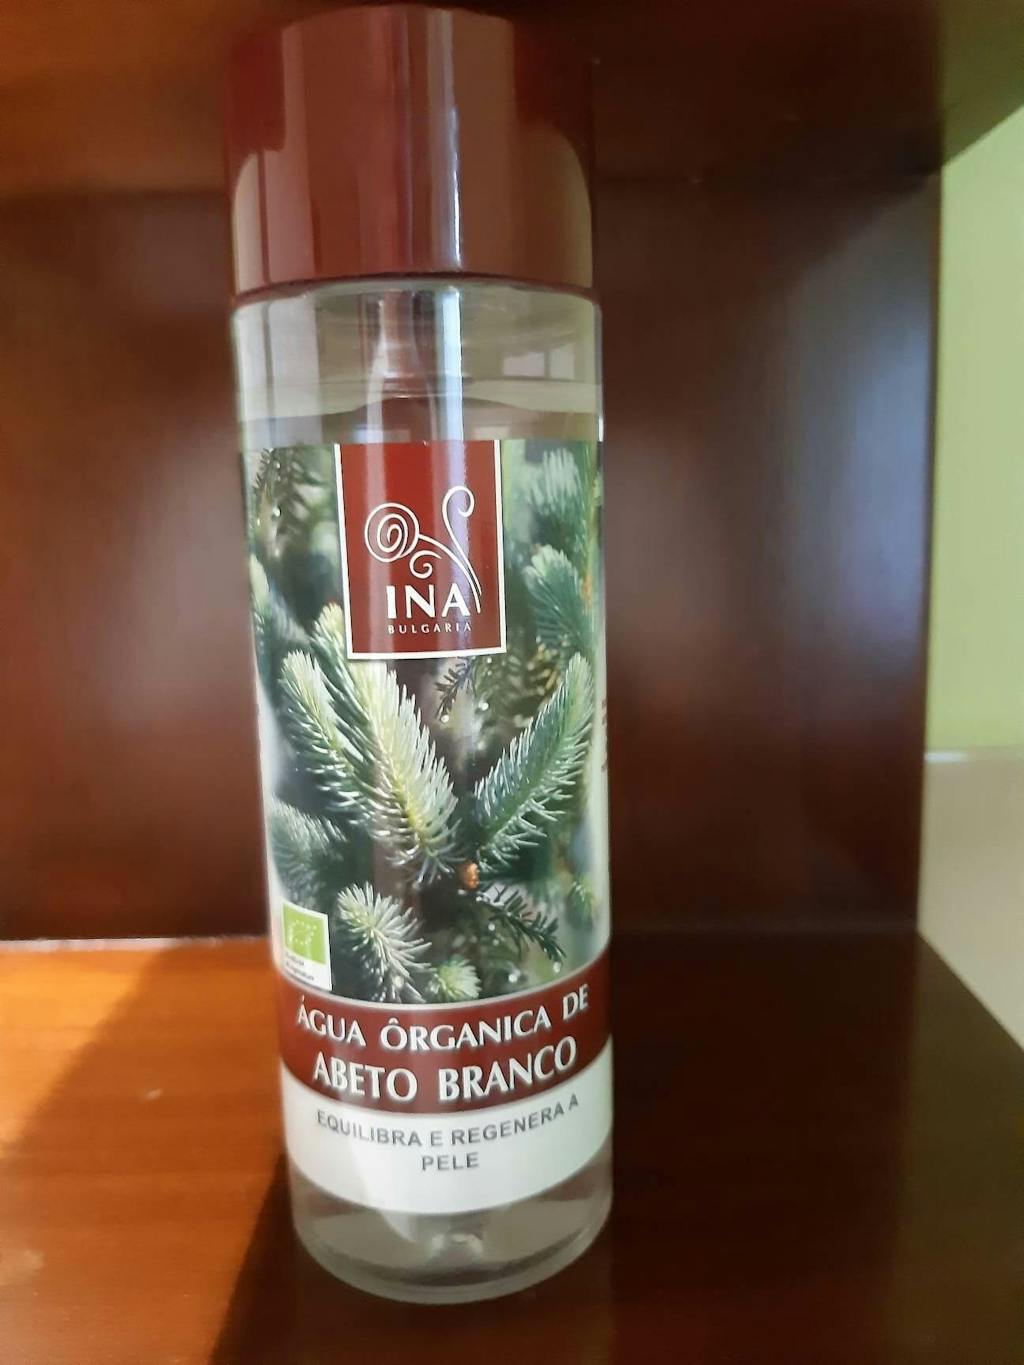 INA
BULGARIA
ÁGUA ÔRGANICA DE
ABETO BRANCO
EQUILIBRA E REGENERA A
PELE